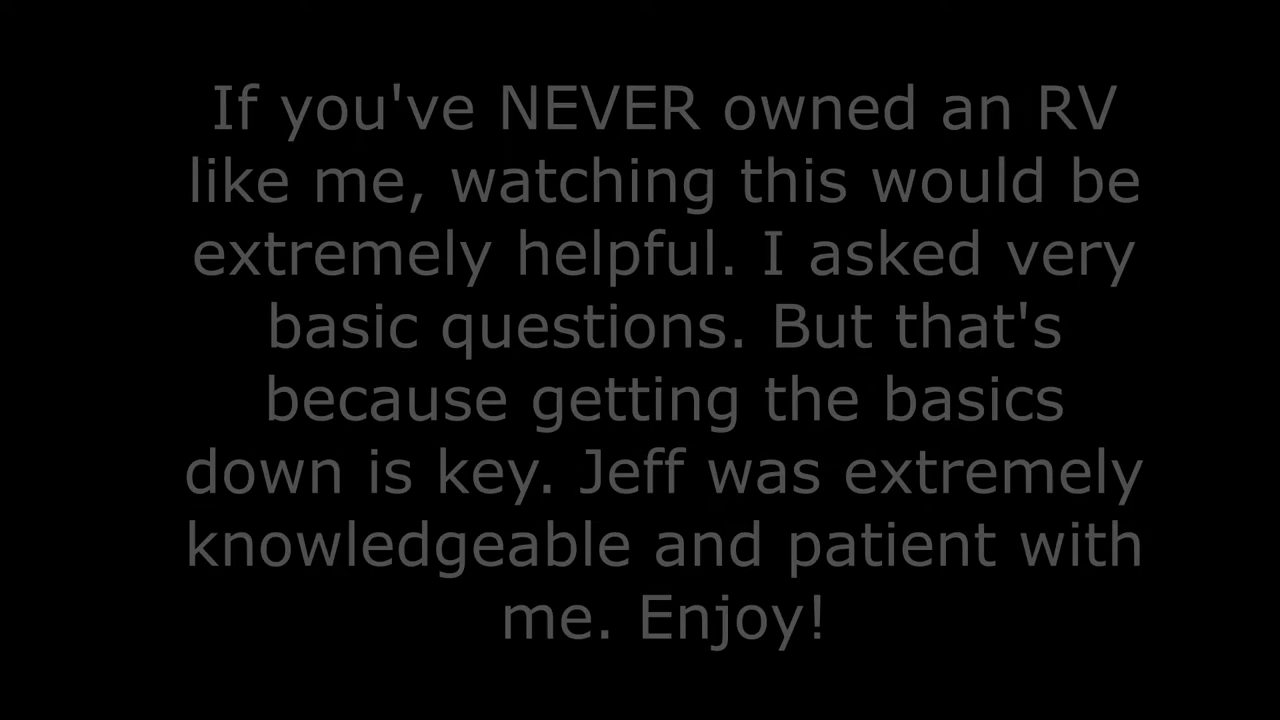 If you've NEVER owned an RV
like me, watching this would be
extremely helpful. I asked very
basic questions. But that's
because getting the basics
down is key. Jeff was extremely
knowledgeable and patient with
me. Enjoy!